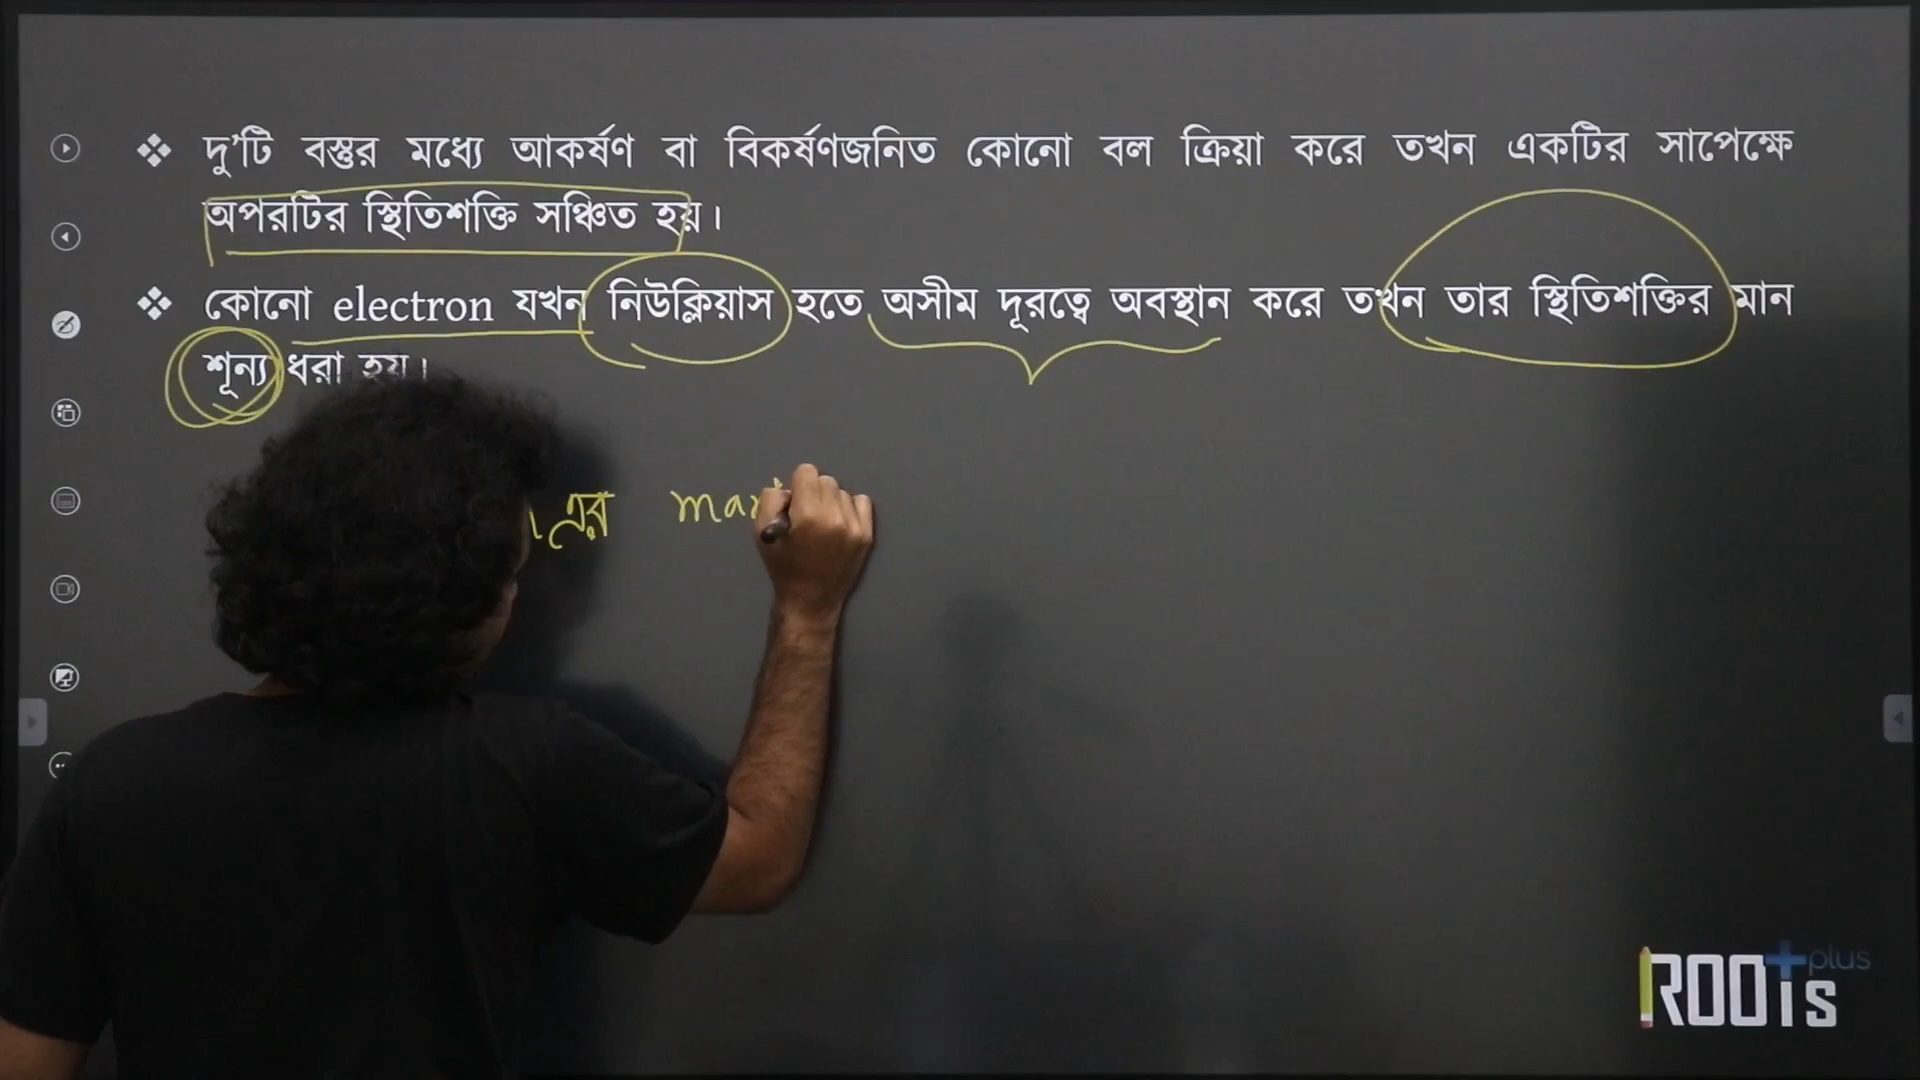 দু’টি বস্তুর মধ্যে আকর্ষণ বা বিকর্ষণজনিত কোনো বল ক্রিয়া করে তখন একটির সাপেক্ষে
অপরটির স্থিতিশক্তি সঞ্চিত হয়।
কোনো electron যখন নিউক্লিয়াস হতে অসীম দূরত্বে অবস্থান করে তখন তার স্থিতিশক্তির মান
শূন্য ধরা হয়।
এর
ROOTs plus